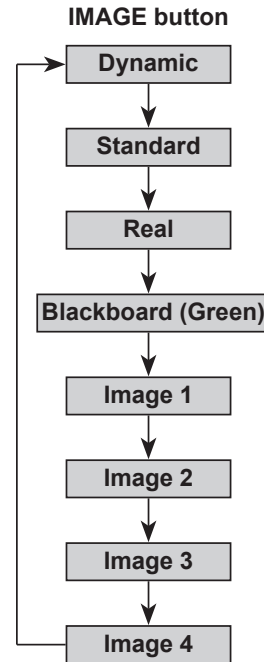 IMAGE button
Dynamic
Standard
Real
Blackboard (Green)
Image 1
Image 2
Image 3
Image 4